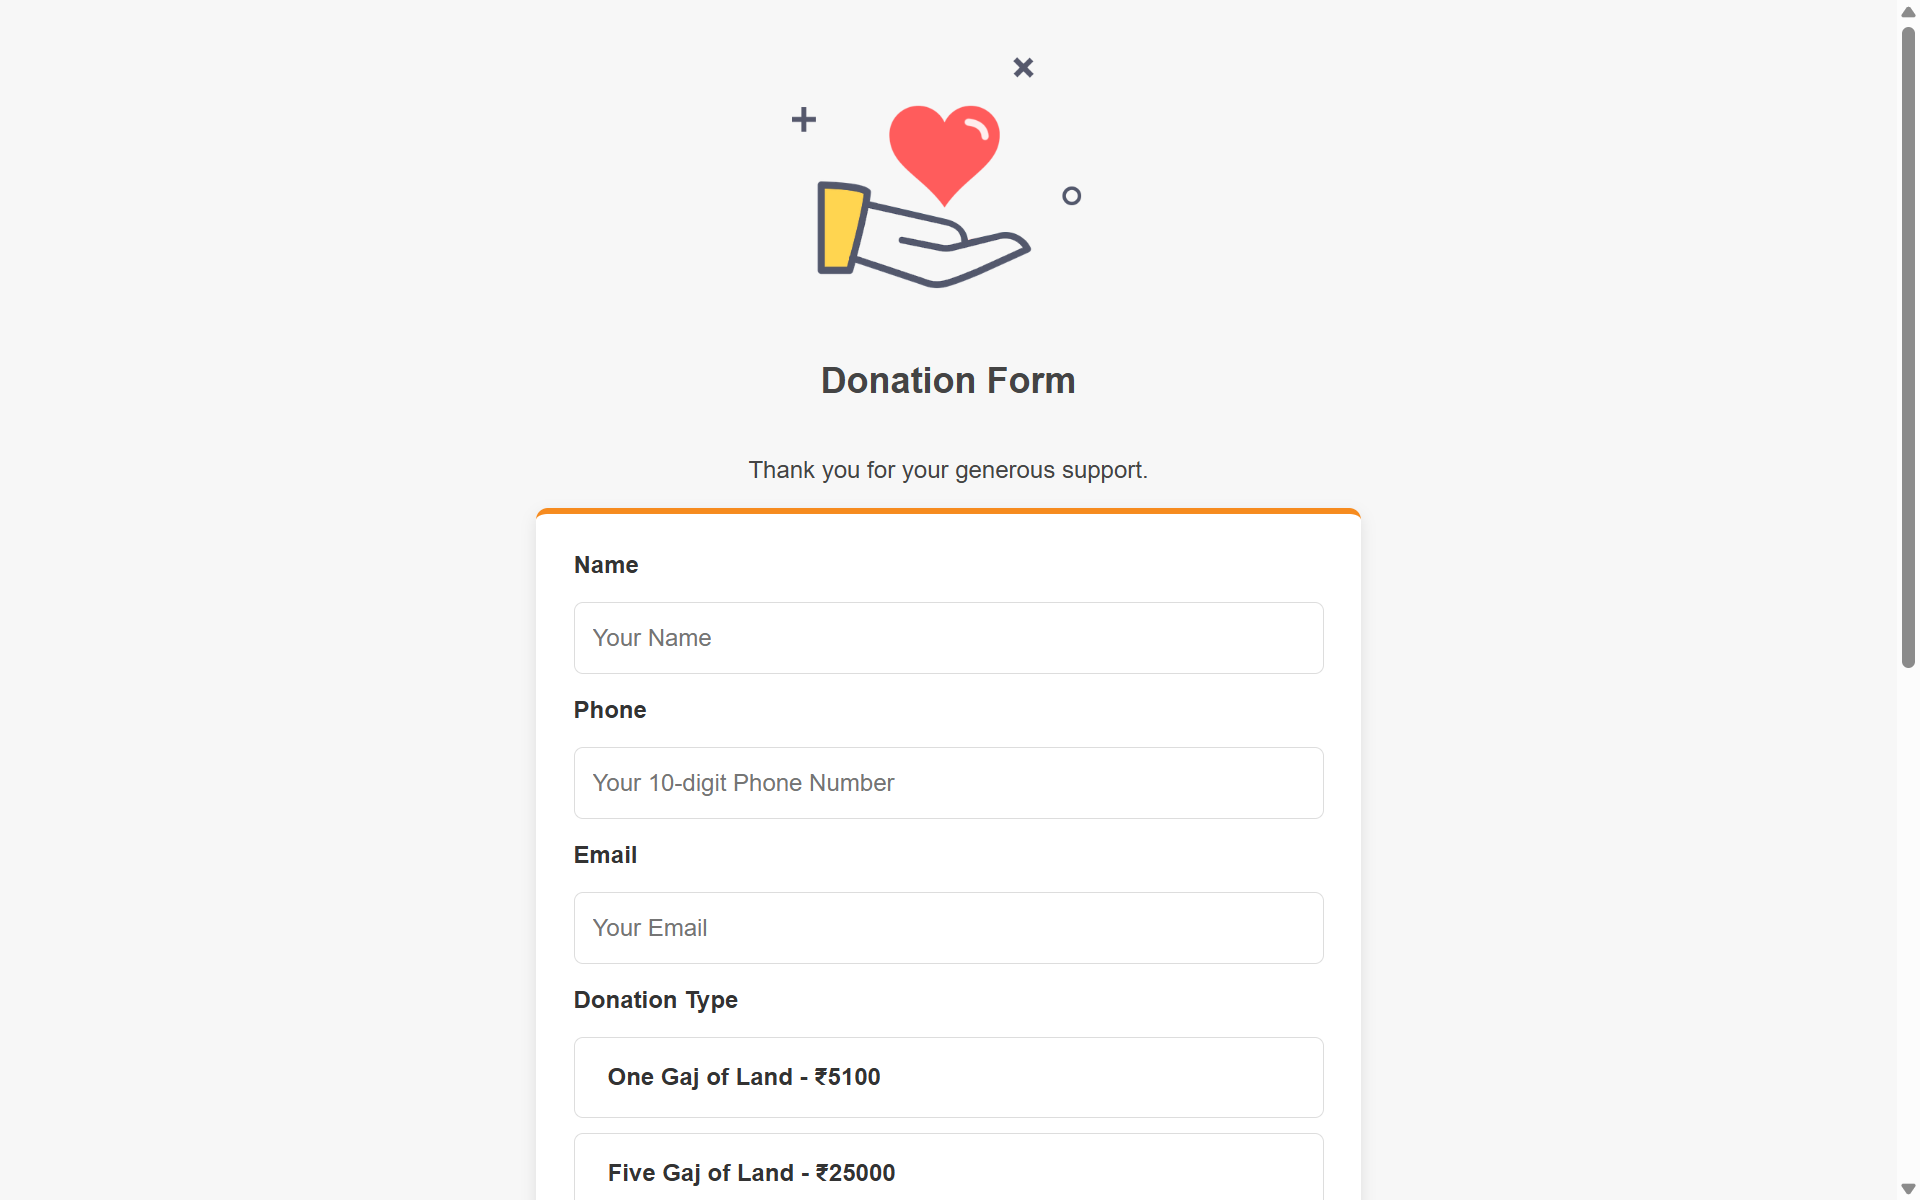 Donation Form
Thank you for your generous support.
Name
Your Name
Phone
Your 10-digit Phone Number
Email
Your Email
Donation Type
One Gaj of Land - ₹5100
Five Gaj of Land - ₹25000